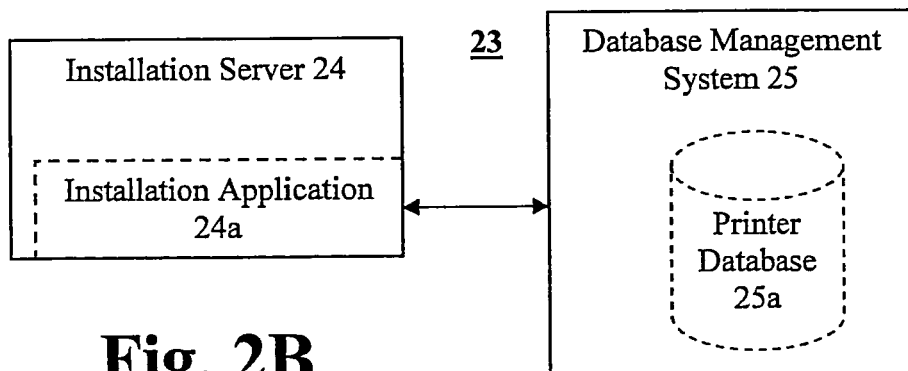 Installation Server 24
Installation Application
24a
23
Database Management
System 25
Printer
Database
25a
Fig. 2B